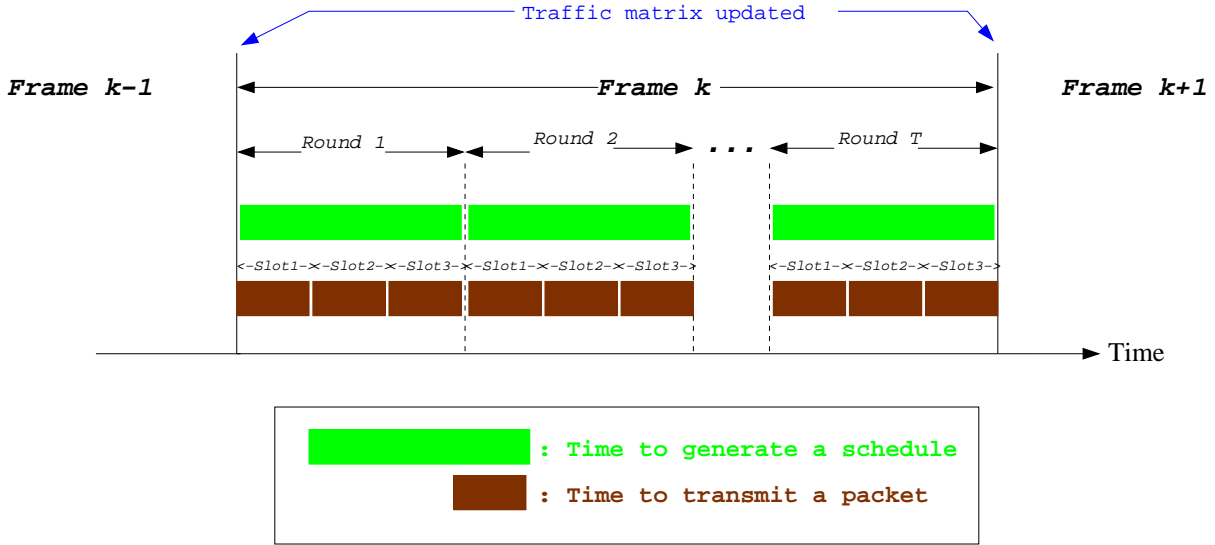 Traffic matrix updated
Frame k-1 Frame k Frame k+1
Round 1 Round 2 ... Round T
<-Slot1-><-Slot2-><-Slot3-><-Slot1-><-Slot2-><-Slot3-> <-Slot1-><-Slot2-><-Slot3->
Time
: Time to generate a schedule
: Time to transmit a packet